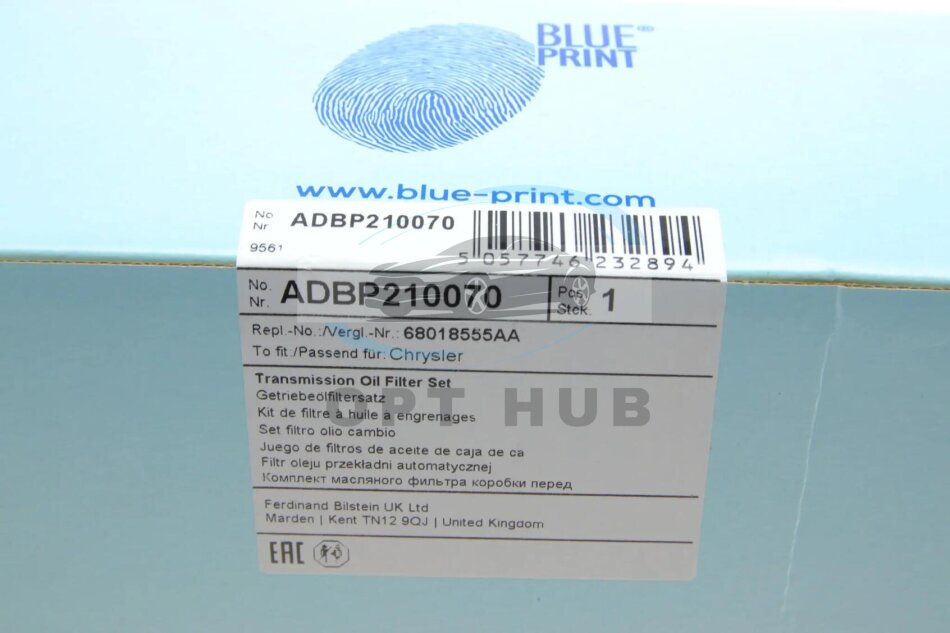 BLUE
PRINT
www.blue-print.com
No
Nr
ADBP210070
9561
5 057746 232894
No.
Nr. ADBP210070
Pcs.
Stck. 1
Repl.-No.:/Vergl.-Nr.: 68018555AA
To fit:/Passend für: Chrysler
Transmission Oil Filter Set
Getriebeölfiltersatz
Kit de filtre à huile à engrenages
Set filtro olio cambio
Juego de filtros de aceite de caja de ca
Filtr oleju przekładni automatycznej
Комплект масляного фильтра коробки перед
OPT HUB
Ferdinand Bilstein UK Ltd
Marden | Kent TN12 9QJ | United Kingdom
EAC